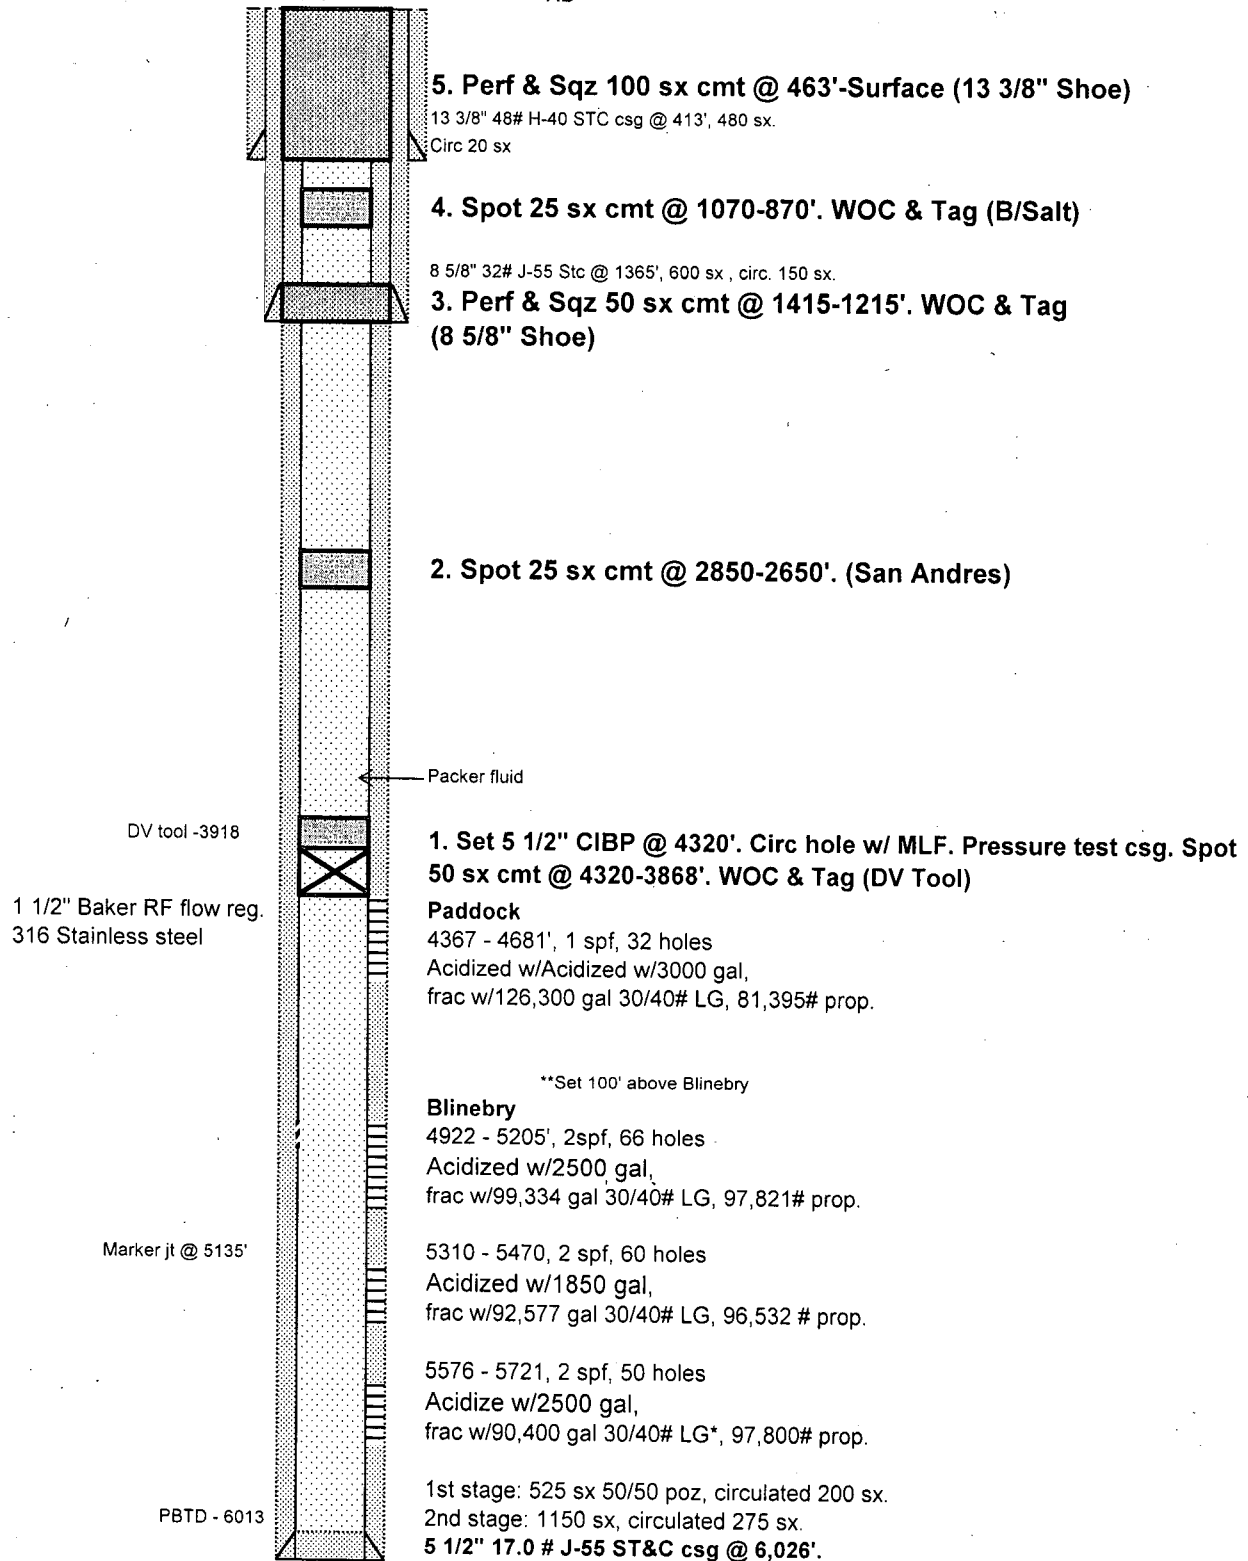 5. Perf & Sqz 100 sx cmt @ 463'-Surface (13 3/8" Shoe)
13 3/8" 48# H-40 STC csg @ 413', 480 sx.
Circ 20 sx
4. Spot 25 sx cmt @ 1070-870'. WOC & Tag (B/Salt)
8 5/8" 32# J-55 Stc @ 1365', 600 sx , circ. 150 sx.
3. Perf & Sqz 50 sx cmt @ 1415-1215'. WOC & Tag
(8 5/8" Shoe)
2. Spot 25 sx cmt @ 2850-2650'. (San Andres)
Packer fluid
DV tool -3918
1. Set 5 1/2" CIBP @ 4320'. Circ hole w/ MLF. Pressure test csg. Spot
50 sx cmt @ 4320-3868'. WOC & Tag (DV Tool)
1 1/2" Baker RF flow reg.
316 Stainless steel
Paddock
4367 - 4681', 1 spf, 32 holes
Acidized w/Acidized w/3000 gal,
frac w/126,300 gal 30/40# LG, 81,395# prop.
**Set 100' above Blinebry
Blinebry
4922 - 5205', 2spf, 66 holes
Acidized w/2500 gal,
frac w/99,334 gal 30/40# LG, 97,821# prop.
Marker jt @ 5135'
5310 - 5470, 2 spf, 60 holes
Acidized w/1850 gal,
frac w/92,577 gal 30/40# LG, 96,532 # prop.
5576 - 5721, 2 spf, 50 holes
Acidize w/2500 gal,
frac w/90,400 gal 30/40# LG*, 97,800# prop.
1st stage: 525 sx 50/50 poz, circulated 200 sx.
2nd stage: 1150 sx, circulated 275 sx.
PBTD - 6013
5 1/2" 17.0 # J-55 ST&C csg @ 6,026'.